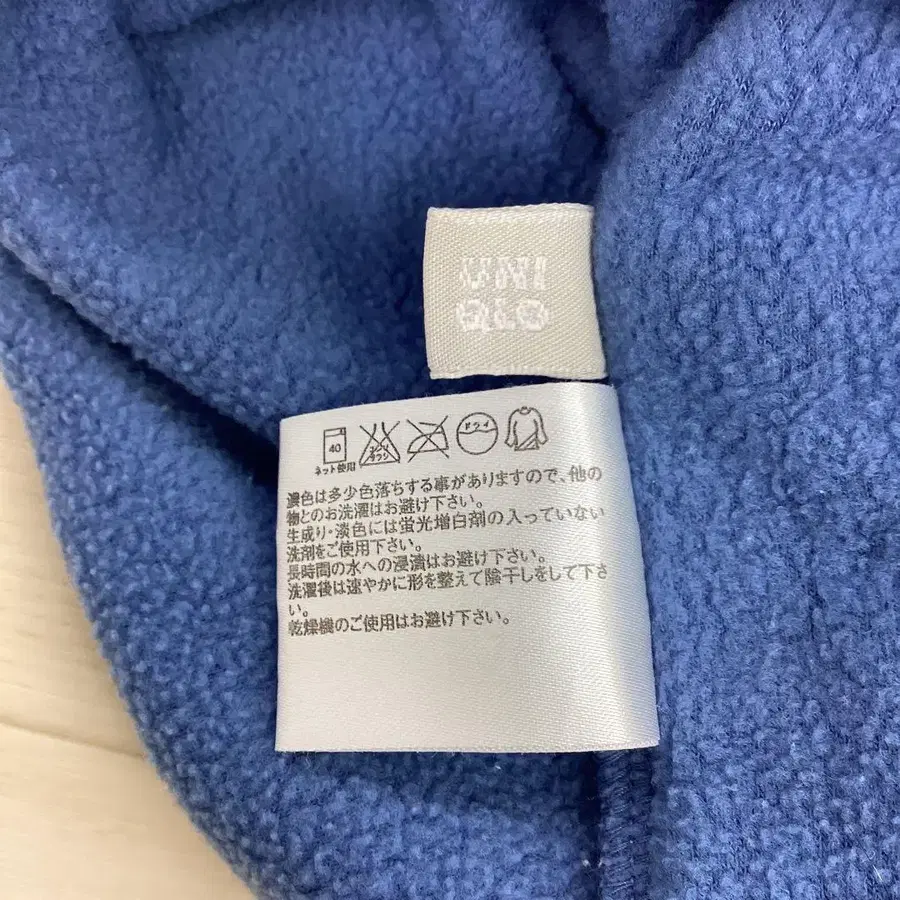 UNI
QLO
40
ネット使用
エンソ
サラシ
ドライ
濃色は多少色落ちする事がありますので、他の
物とのお洗濯はお避け下さい。
生成り・淡色には蛍光増白剤の入っていない
洗剤をご使用下さい。
長時間の水への浸漬はお避け下さい。
洗濯後は速やかに形を整えて陰干しをして下さ
い。
乾燥機のご使用はお避け下さい。